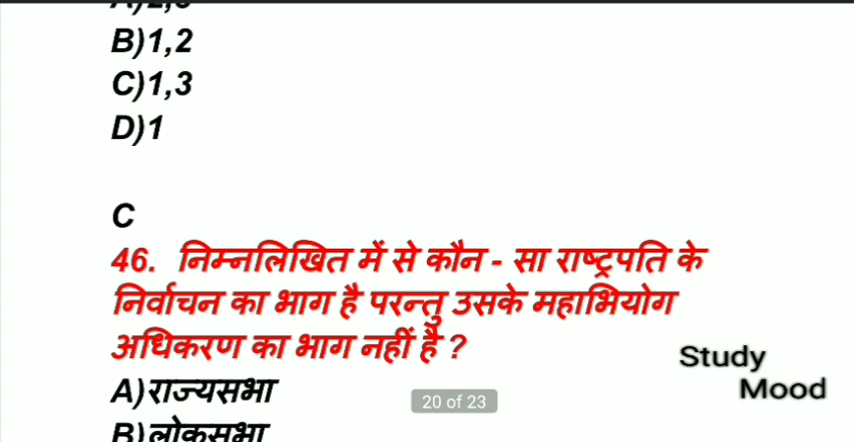 B)1,2
C)1,3
D)1
C
46. निम्नलिखित में से कौन - सा राष्ट्रपति के
निर्वाचन का भाग है परन्तु उसके महाभियोग
अधिकरण का भाग नहीं है ?
Study
Mood
A)राज्यसभा
20 of 23
B)लोकसभा